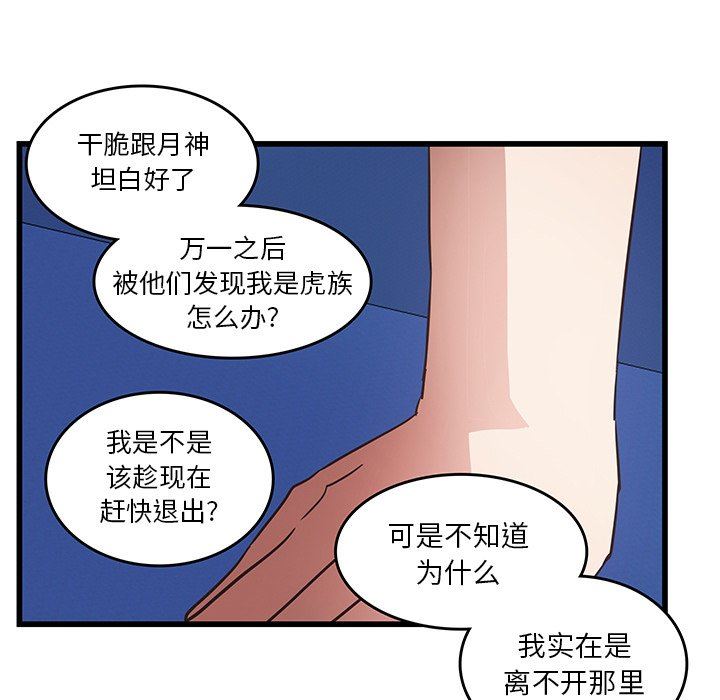 干脆跟月神
坦白好了
万一之后
被他们发现我是虎族
怎么办?
我是不是
该趁现在
赶快退出?
可是不知道
为什么
我实在是
离不开那里